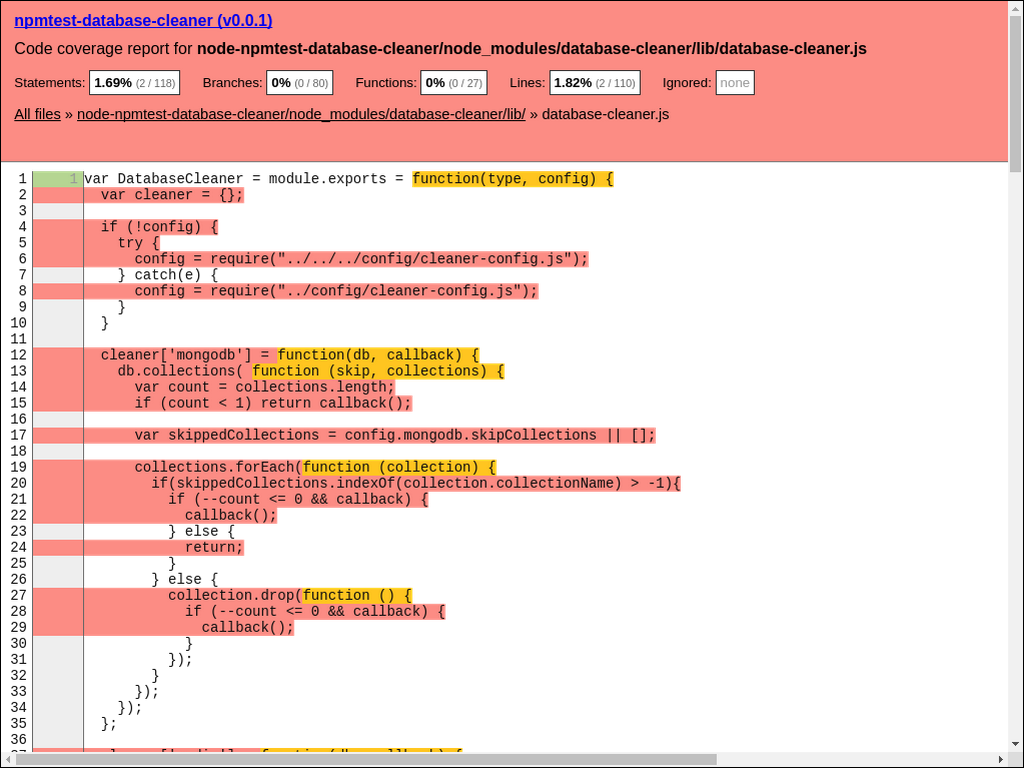 npmtest-database-cleaner (v0.0.1)
Code coverage report for node-npmtest-database-cleaner/node_modules/database-cleaner/lib/database-cleaner.js
Statements: 1.69% (2 / 118) Branches: 0% (0 / 80) Functions: 0% (0 / 27) Lines: 1.82% (2 / 110) Ignored: none
All files » node-npmtest-database-cleaner/node_modules/database-cleaner/lib/ » database-cleaner.js
1 1 var DatabaseCleaner = module.exports = function(type, config) {
2   var cleaner = {};
3
4   if (!config) {
5     try {
6       config = require("../../../config/cleaner-config.js");
7     } catch(e) {
8       config = require("../config/cleaner-config.js");
9     }
10   }
11
12   cleaner['mongodb'] = function(db, callback) {
13     db.collections( function (skip, collections) {
14       var count = collections.length;
15       if (count < 1) return callback();
16
17       var skippedCollections = config.mongodb.skipCollections || [];
18
19       collections.forEach(function (collection) {
20         if(skippedCollections.indexOf(collection.collectionName) > -1){
21           if (--count <= 0 && callback) {
22             callback();
23           } else {
24             return;
25           }
26         } else {
27           collection.drop(function () {
28             if (--count <= 0 && callback) {
29               callback();
30             }
31           });
32         }
33       });
34     });
35   };
36